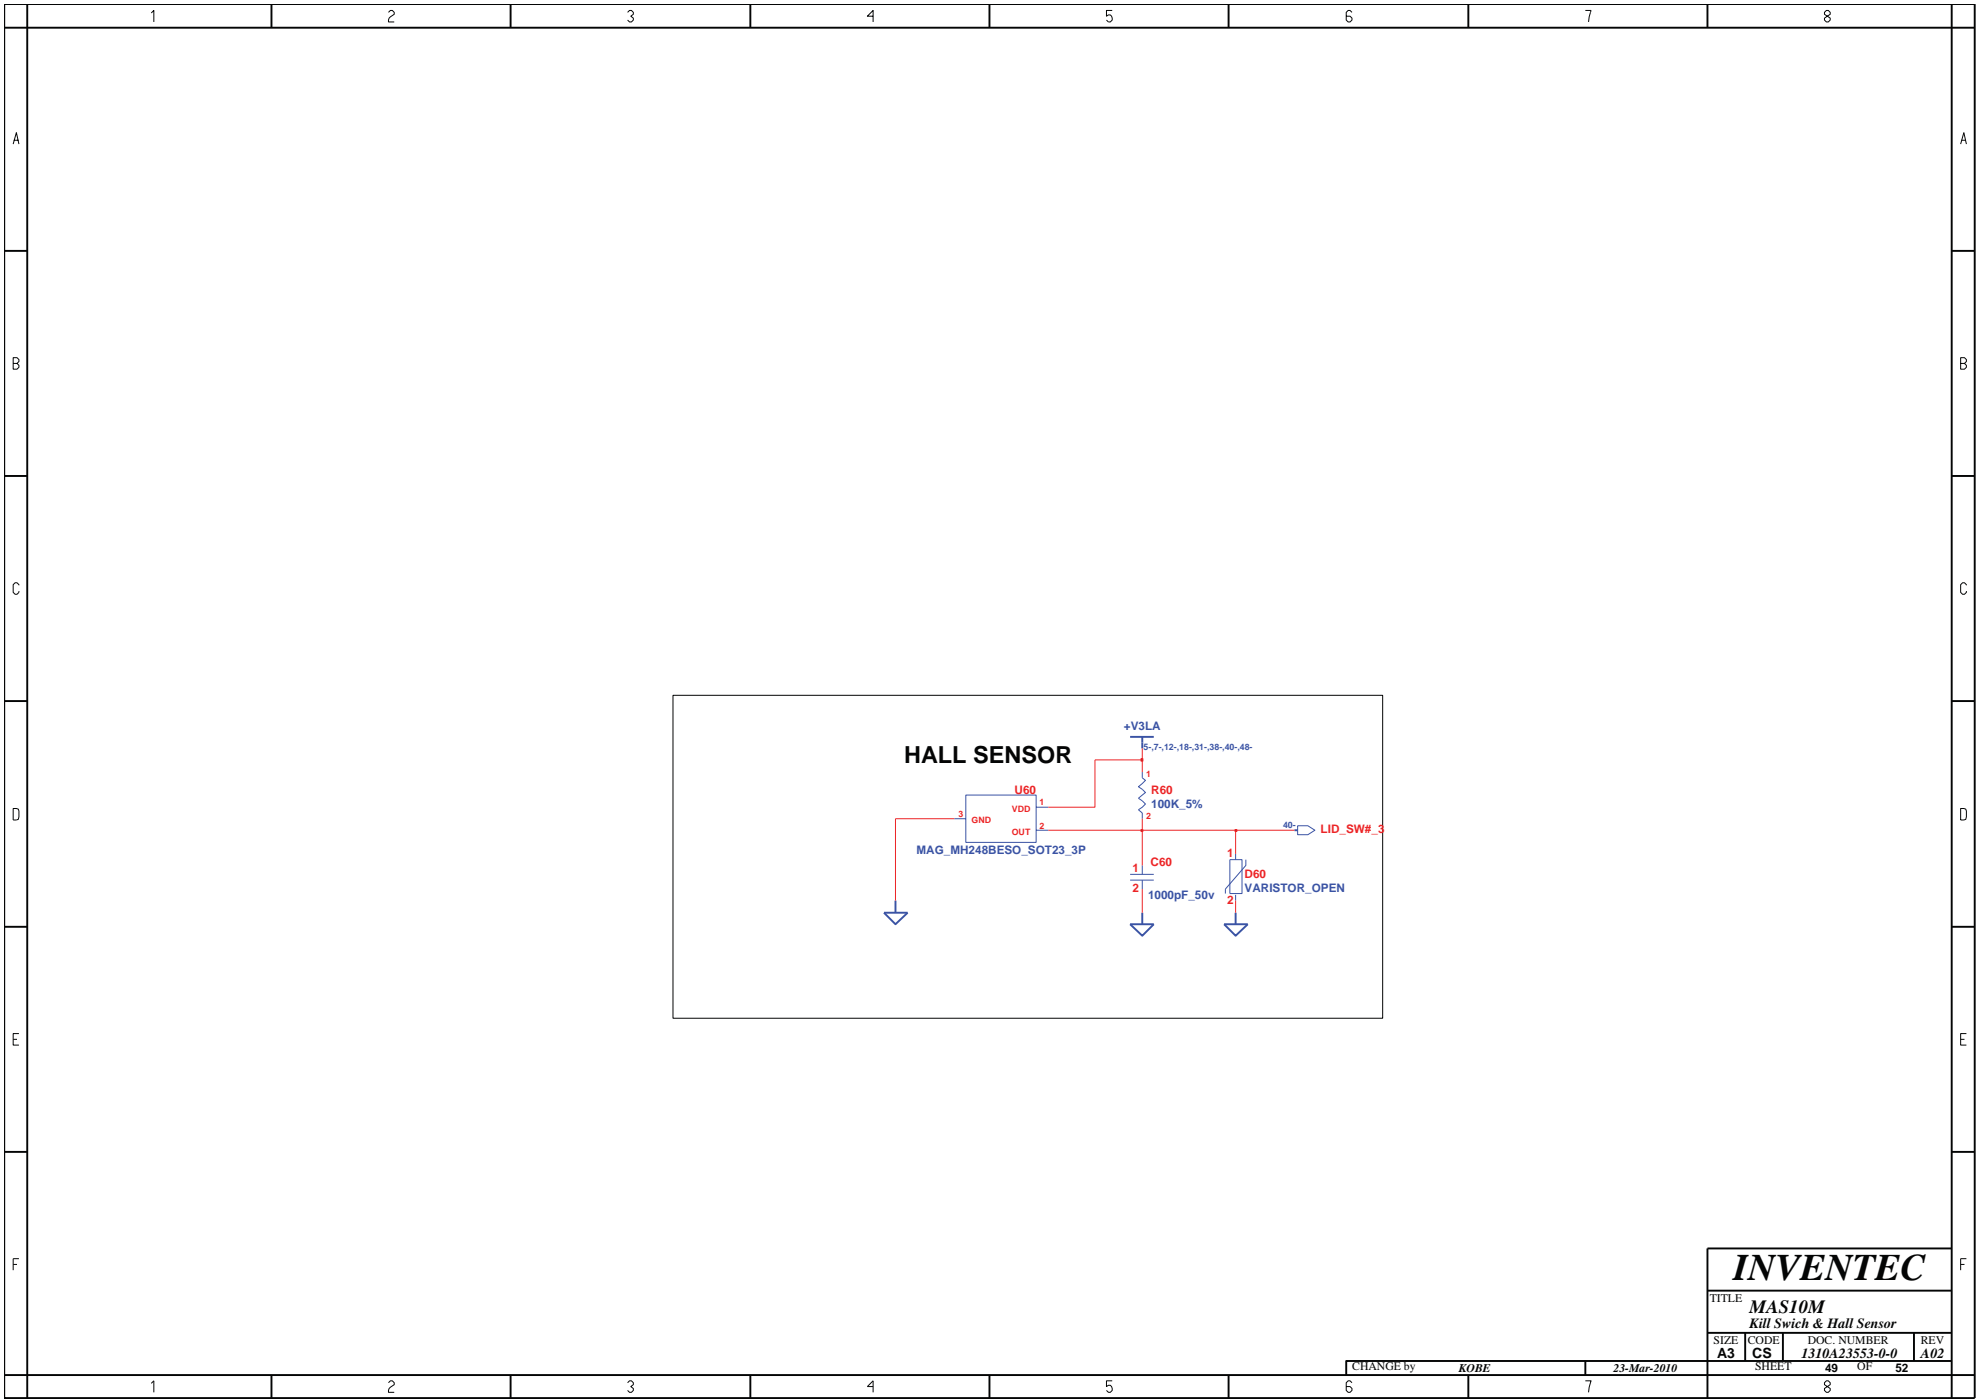 1 2 3 4 5 6 7 8
A A
B B
C C
D D
E E
F F
HALL SENSOR
+V3LA
5-,7-,12-,18-,31-,38-,40-,48-
1
R60
100K_5%
2
U60
VDD 1
3 GND
OUT 2
MAG_MH248BESO_SOT23_3P
40-
LID_SW#_3
1 C60
2 1000pF_50v
1
D60
VARISTOR_OPEN
2
INVENTEC
TITLE
MAS10M
Kill Swich & Hall Sensor
SIZE CODE DOC. NUMBER REV
A3 CS 1310A23553-0-0 A02
CHANGE by KOBE 23-Mar-2010 SHEET 49 OF 52
1 2 3 4 5 6 7 8